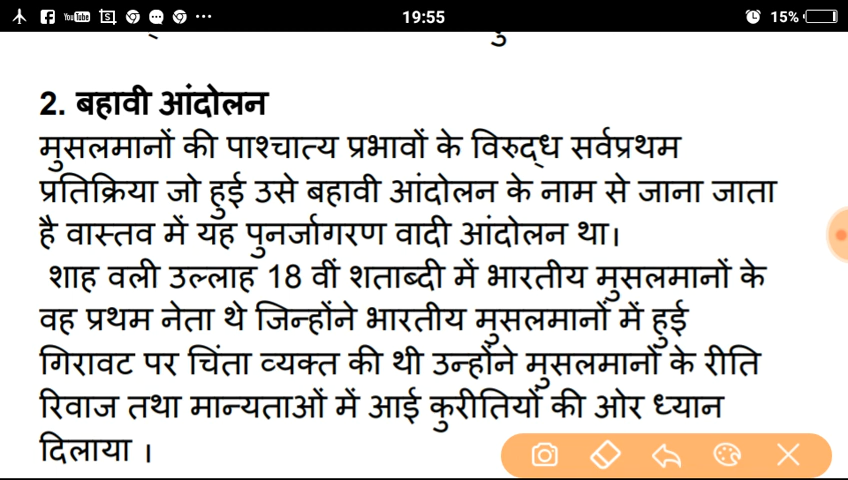 19:55
15%
2. बहावी आंदोलन
मुसलमानों की पाश्चात्य प्रभावों के विरुद्ध सर्वप्रथम
प्रतिक्रिया जो हुई उसे बहावी आंदोलन के नाम से जाना जाता
है वास्तव में यह पुनर्जागरण वादी आंदोलन था।
शाह वली उल्लाह 18 वीं शताब्दी में भारतीय मुसलमानों के
वह प्रथम नेता थे जिन्होंने भारतीय मुसलमानों में हुई
गिरावट पर चिंता व्यक्त की थी उन्होंने मुसलमानों के रीति
रिवाज तथा मान्यताओं में आई कुरीतियों की ओर ध्यान
दिलाया ।